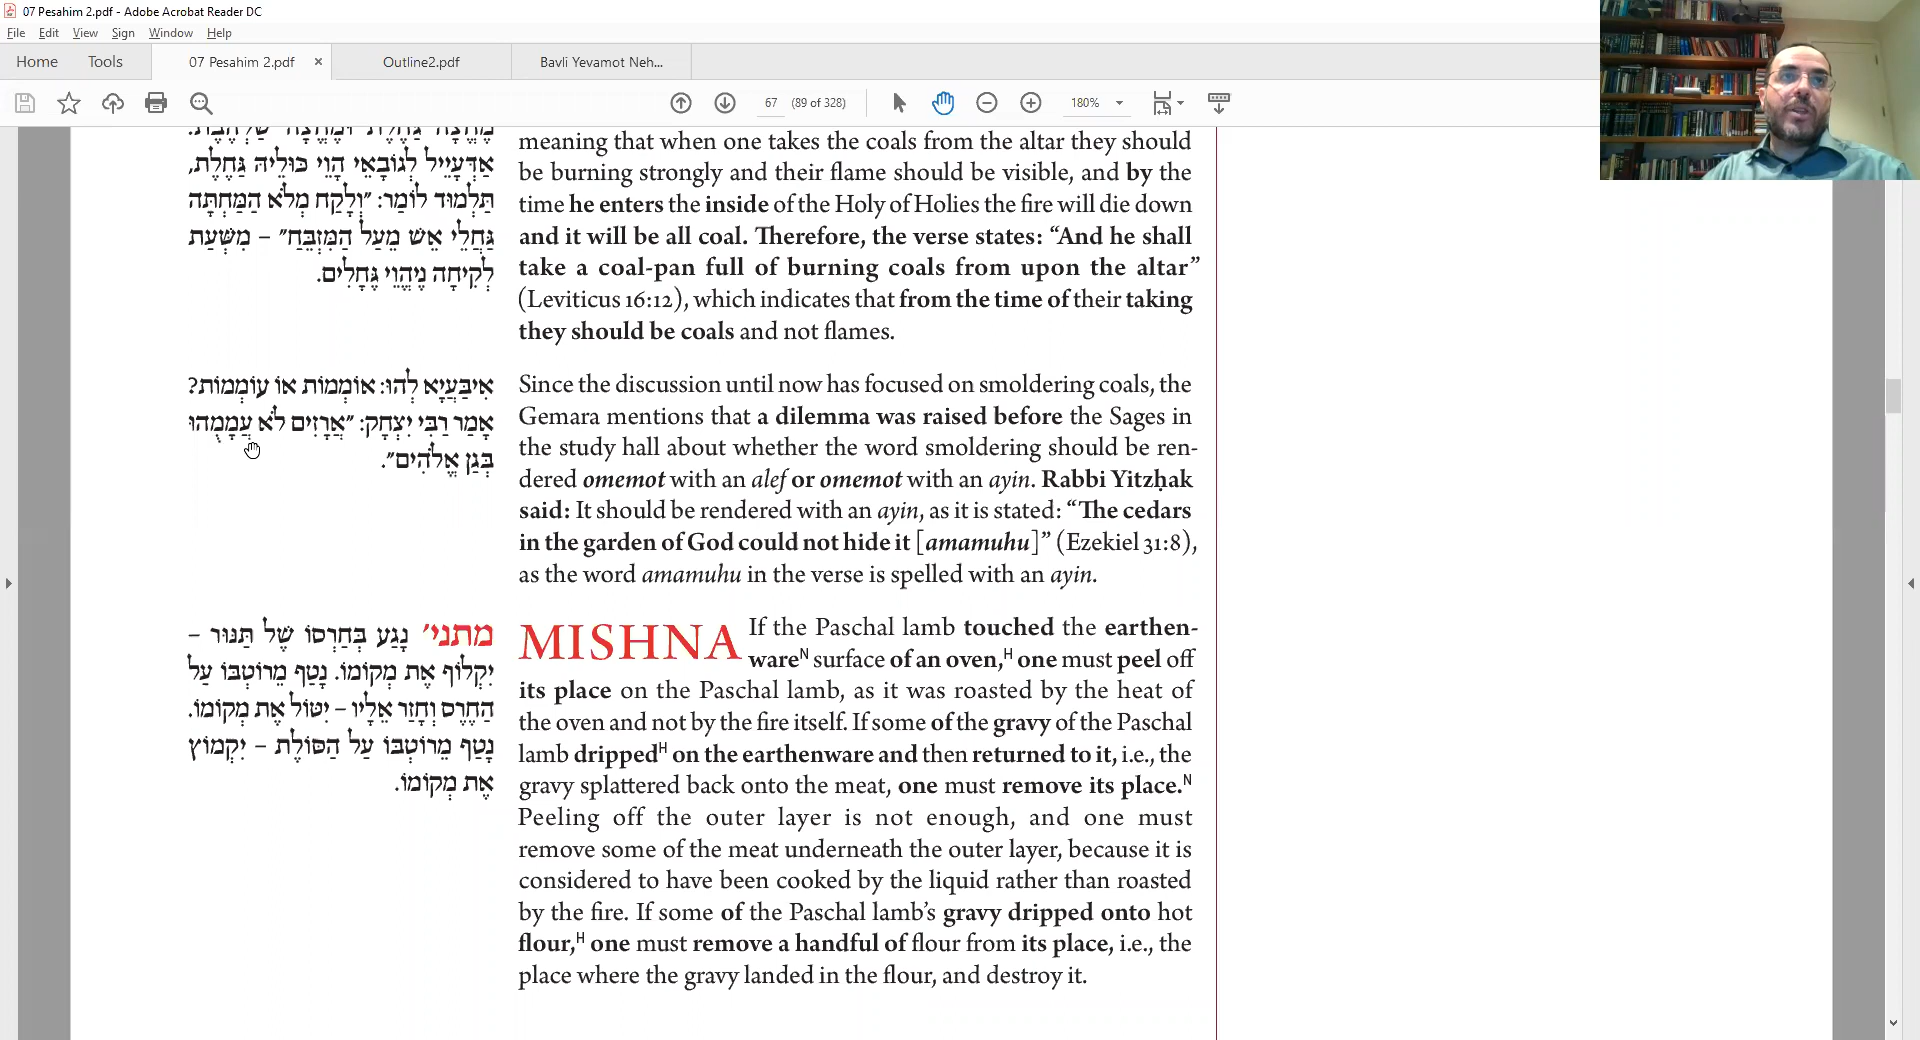 07 Pesahim 2.pdf - Adobe Acrobat Reader DC
File Edit View Sign Window Help
Home Tools 07 Pesahim 2.pdf × Outline2.pdf Bavli Yevamot Neh...
67 (89 of 328) 180%
מֶחֱצָה גַּחֶלֶת וּמֶחֱצָה שַׁלְהֶבֶת.
אַדְּעָיֵיל לְגַוַּאי הָוֵי כּוּלֵּיהּ גַּחֶלֶת,
תַּלְמוּד לוֹמַר: ״וְלָקַח מְלֹא הַמַּחְתָּה
גַּחֲלֵי אֵשׁ מֵעַל הַמִּזְבֵּחַ״ – מִשְּׁעַת
לְקִיחָה נֶיהֱוֵי גֶּחָלִים.
meaning that when one takes the coals from the altar they should
be burning strongly and their flame should be visible, and by the
time he enters the inside of the Holy of Holies the fire will die down
and it will be all coal. Therefore, the verse states: “And he shall
take a coal-pan full of burning coals from upon the altar”
(Leviticus 16:12), which indicates that from the time of their taking
they should be coals and not flames.
אִיבַּעֲיָא לְהוּ: אוֹמְמוֹת אוֹ עוֹמְמוֹת?
אָמַר רַבִּי יִצְחָק: ״אֲרָזִים לֹא עֲמָמֻהוּ
בְּגַן אֱלֹהִים״.
Since the discussion until now has focused on smoldering coals, the
Gemara mentions that a dilemma was raised before the Sages in
the study hall about whether the word smoldering should be ren-
dered omemot with an alef or omemot with an ayin. Rabbi Yitzḥak
said: It should be rendered with an ayin, as it is stated: “The cedars
in the garden of God could not hide it [amamuhu]” (Ezekiel 31:8),
as the word amamuhu in the verse is spelled with an ayin.
מתני׳ נָגַע בְּחַרְסוֹ שֶׁל תַּנּוּר –
יִקְלוֹף אֶת מְקוֹמוֹ. נָטַף מֵרוֹטְבּוֹ עַל
הַחֶרֶס וְחָזַר אֵלָיו – יִטּוֹל אֶת מְקוֹמוֹ.
נָטַף מֵרוֹטְבּוֹ עַל הַסּוֹלֶת – יִקְמוֹץ
אֶת מְקוֹמוֹ.
MISHNA If the Paschal lamb touched the earthen-
wareᴺ surface of an oven,ᴴ one must peel off
its place on the Paschal lamb, as it was roasted by the heat of
the oven and not by the fire itself. If some of the gravy of the Paschal
lamb drippedᴴ on the earthenware and then returned to it, i.e., the
gravy splattered back onto the meat, one must remove its place.ᴺ
Peeling off the outer layer is not enough, and one must
remove some of the meat underneath the outer layer, because it is
considered to have been cooked by the liquid rather than roasted
by the fire. If some of the Paschal lamb’s gravy dripped onto hot
flour,ᴴ one must remove a handful of flour from its place, i.e., the
place where the gravy landed in the flour, and destroy it.